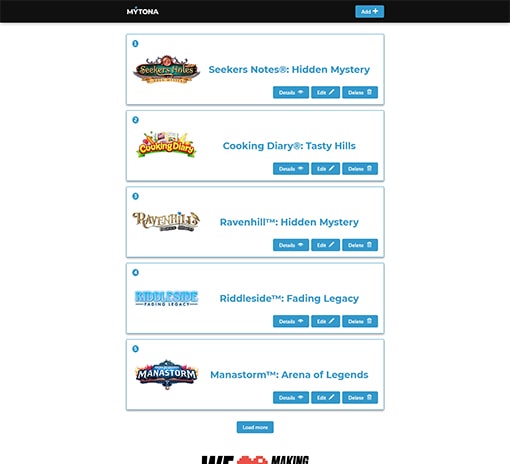 MYTONA
Add +
1
Seekers Notes
Seekers Notes®: Hidden Mystery
Details
Edit
Delete
2
Cooking Diary
Cooking Diary®: Tasty Hills
Details
Edit
Delete
3
RAVENHILL
Ravenhill™: Hidden Mystery
Details
Edit
Delete
4
RIDDLESIDE
FADING LEGACY
Riddleside™: Fading Legacy
Details
Edit
Delete
5
MANASTORM
Manastorm™: Arena of Legends
Details
Edit
Delete
Load more
WE
MAKING